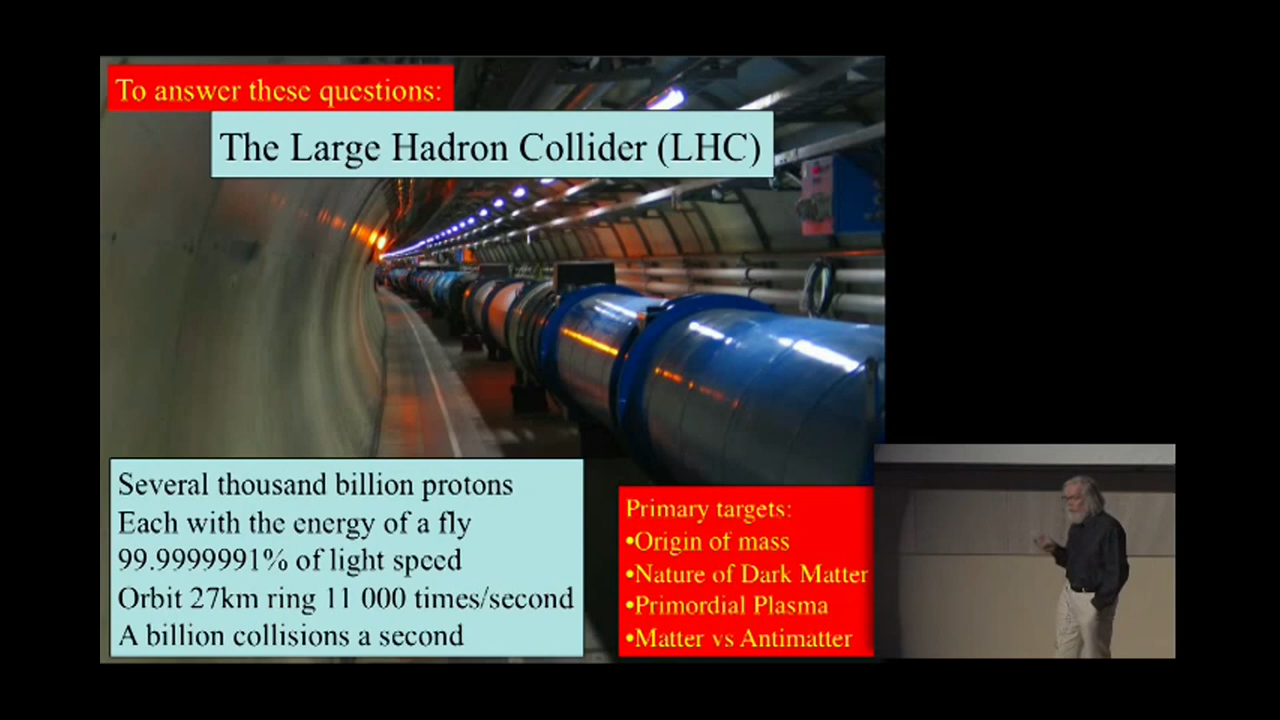 To answer these questions:
The Large Hadron Collider (LHC)
Several thousand billion protons
Each with the energy of a fly
99.9999991% of light speed
Orbit 27km ring 11 000 times/second
A billion collisions a second
Primary targets:
•Origin of mass
•Nature of Dark Matter
•Primordial Plasma
•Matter vs Antimatter